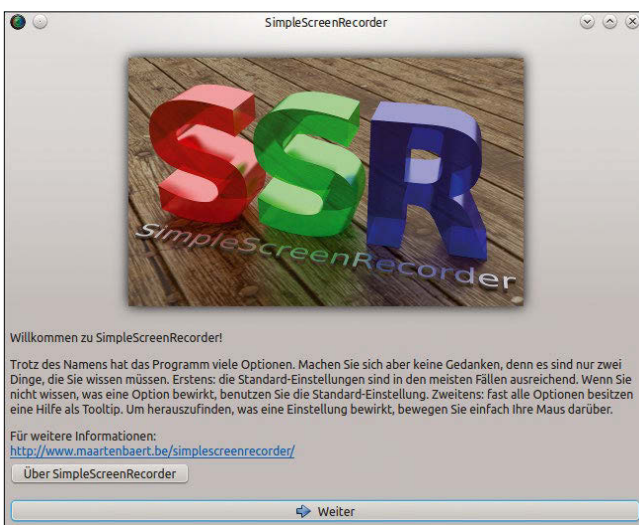 SimpleScreenRecorder
SSR
SimpleScreenRecorder
Willkommen zu SimpleScreenRecorder!
Trotz des Namens hat das Programm viele Optionen. Machen Sie sich aber keine Gedanken, denn es sind nur zwei
Dinge, die Sie wissen müssen. Erstens: die Standard-Einstellungen sind in den meisten Fällen ausreichend. Wenn Sie
nicht wissen, was eine Option bewirkt, benutzen Sie die Standard-Einstellung. Zweitens: fast alle Optionen besitzen
eine Hilfe als Tooltip. Um herauszufinden, was eine Einstellung bewirkt, bewegen Sie einfach Ihre Maus darüber.
Für weitere Informationen:
http://www.maartenbaert.be/simplescreenrecorder/
Über SimpleScreenRecorder
Weiter